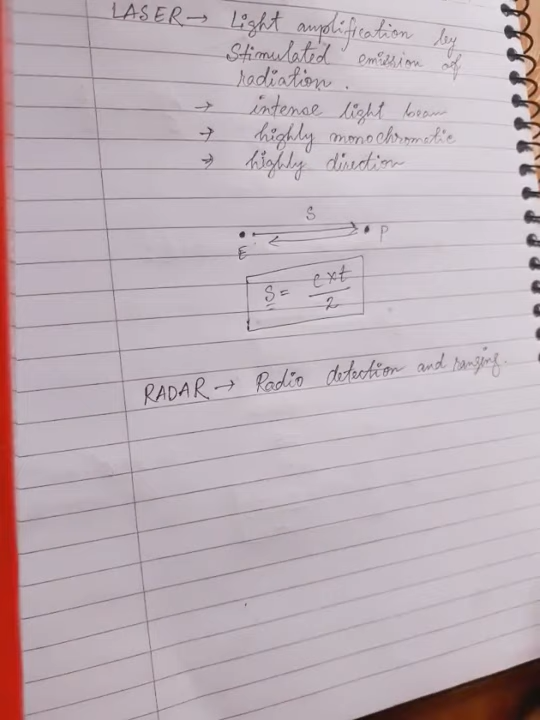 LASER → Light amplification by
Stimulated emission of
radiation.
→ intense light beam
→ highly monochromatic
→ highly direction
S
E P
S = c×t / 2
RADAR → Radio detection and ranging.